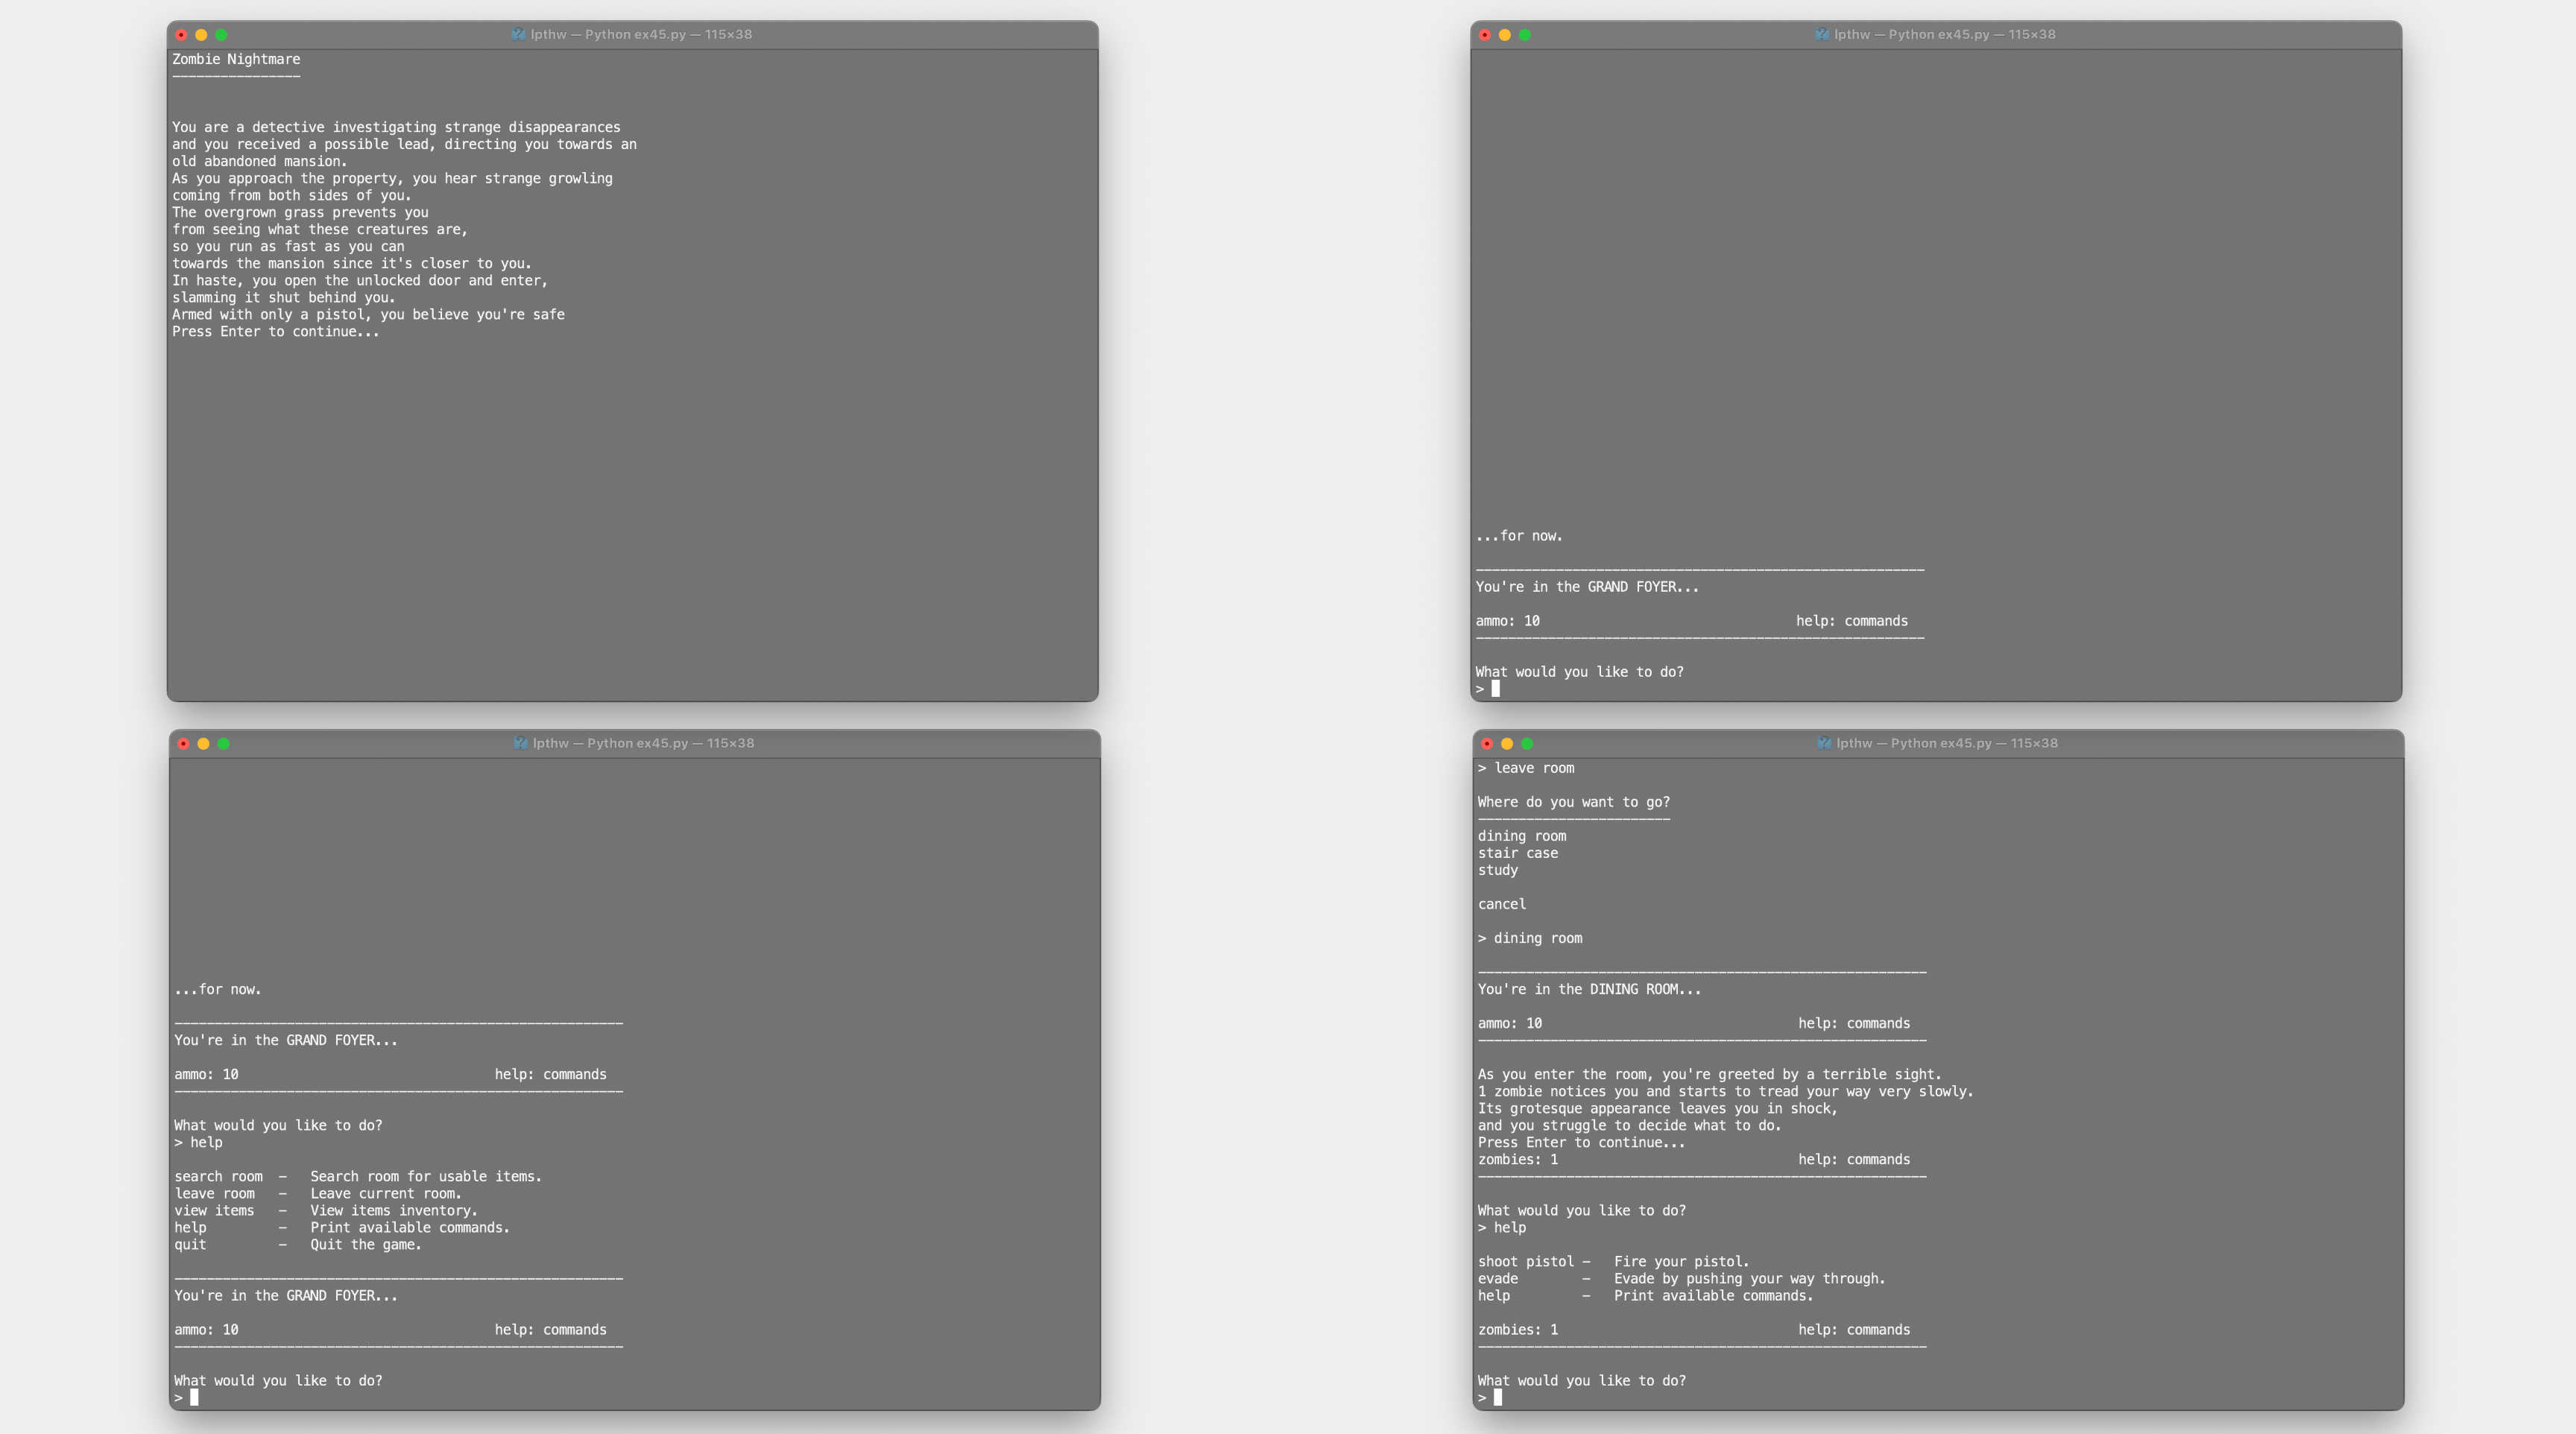 lpthw — Python ex45.py — 115×38
Zombie Nightmare
----------------
You are a detective investigating strange disappearances
and you received a possible lead, directing you towards an
old abandoned mansion.
As you approach the property, you hear strange growling
coming from both sides of you.
The overgrown grass prevents you
from seeing what these creatures are,
so you run as fast as you can
towards the mansion since it's closer to you.
In haste, you open the unlocked door and enter,
slamming it shut behind you.
Armed with only a pistol, you believe you're safe
Press Enter to continue...
lpthw — Python ex45.py — 115×38
...for now.
--------------------------------------------------------
You're in the GRAND FOYER...
ammo: 10                                help: commands
--------------------------------------------------------
What would you like to do?
>
lpthw — Python ex45.py — 115×38
...for now.
--------------------------------------------------------
You're in the GRAND FOYER...
ammo: 10                                help: commands
--------------------------------------------------------
What would you like to do?
> help
search room  -   Search room for usable items.
leave room   -   Leave current room.
view items   -   View items inventory.
help         -   Print available commands.
quit         -   Quit the game.
--------------------------------------------------------
You're in the GRAND FOYER...
ammo: 10                                help: commands
--------------------------------------------------------
What would you like to do?
>
lpthw — Python ex45.py — 115×38
> leave room
Where do you want to go?
------------------------
dining room
stair case
study
cancel
> dining room
--------------------------------------------------------
You're in the DINING ROOM...
ammo: 10                                help: commands
--------------------------------------------------------
As you enter the room, you're greeted by a terrible sight.
1 zombie notices you and starts to tread your way very slowly.
Its grotesque appearance leaves you in shock,
and you struggle to decide what to do.
Press Enter to continue...
zombies: 1                              help: commands
--------------------------------------------------------
What would you like to do?
> help
shoot pistol -   Fire your pistol.
evade        -   Evade by pushing your way through.
help         -   Print available commands.
zombies: 1                              help: commands
--------------------------------------------------------
What would you like to do?
>